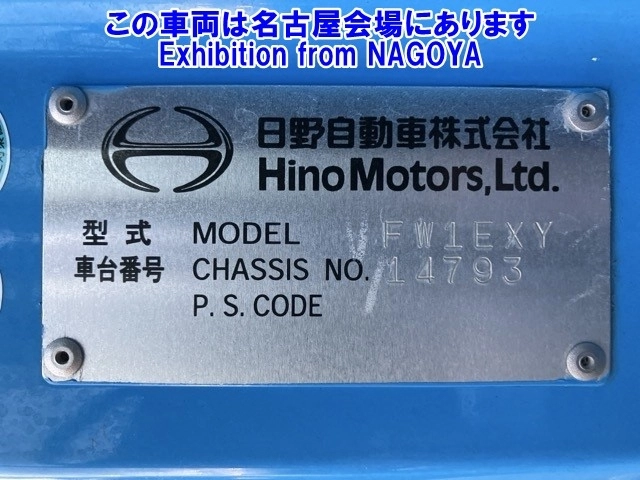 この車両は名古屋会場にあります
Exhibition from NAGOYA
日野自動車株式会社
Hino Motors, Ltd.
型式 MODEL FW1EXY
車台番号 CHASSIS NO. 14793
P.S.CODE